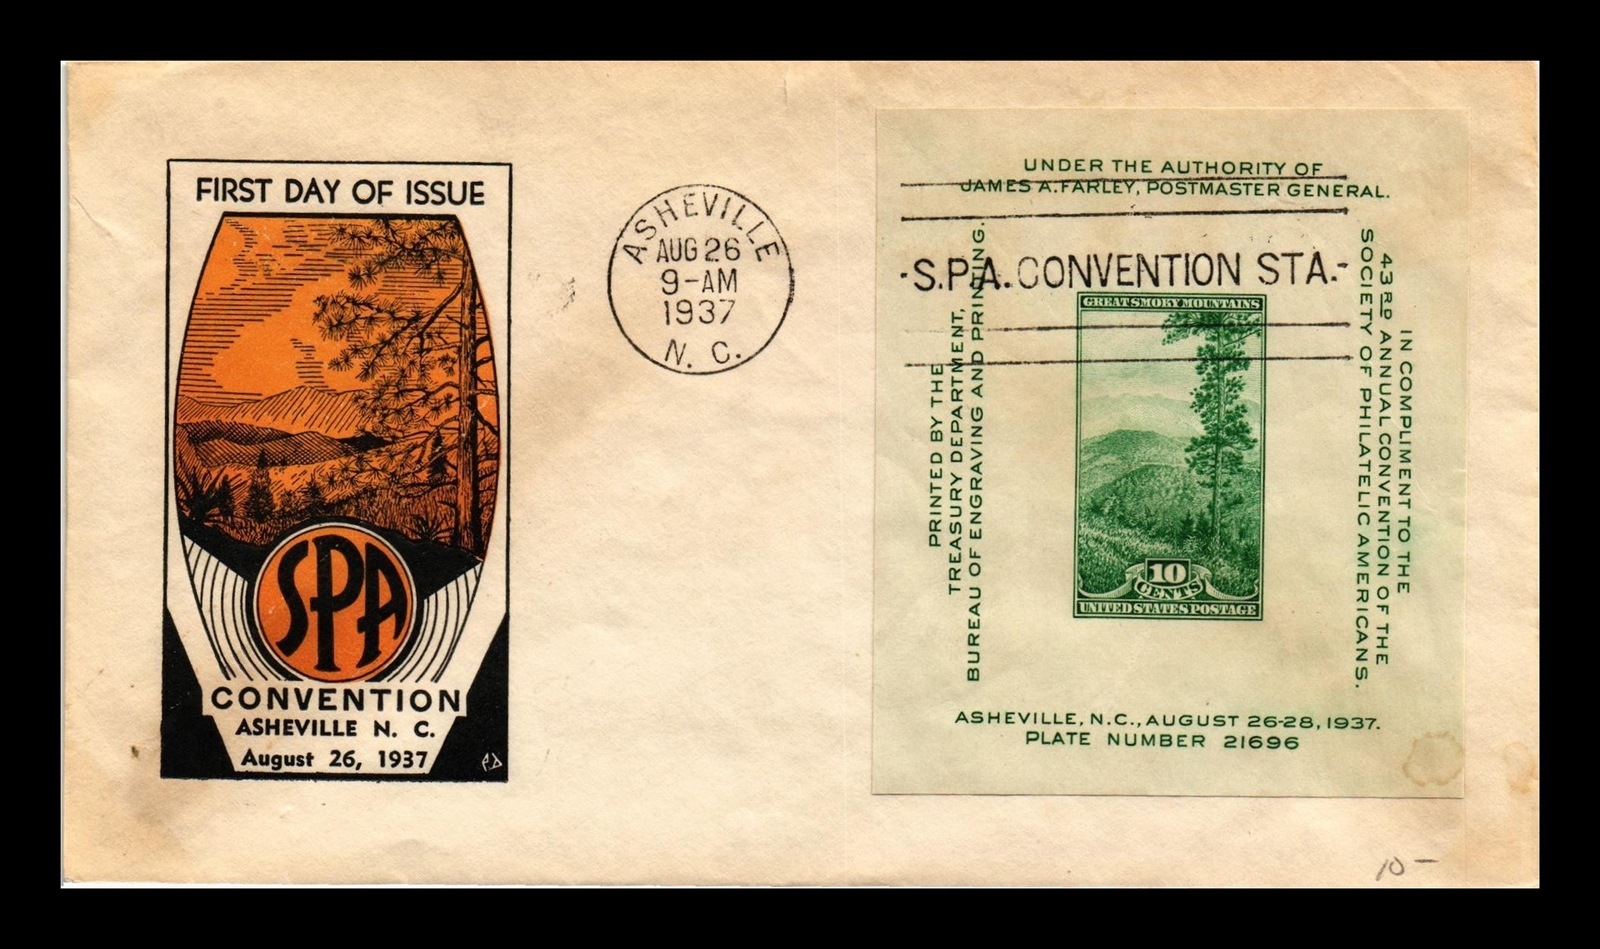 FIRST DAY OF ISSUE
SPA
CONVENTION
ASHEVILLE N. C.
August 26, 1937
PD
ASHEVILLE
AUG 26
9-AM
1937
N. C.
UNDER THE AUTHORITY OF
JAMES A. FARLEY, POSTMASTER GENERAL.
S.P.A. CONVENTION STA.
PRINTED BY THE
TREASURY DEPARTMENT,
BUREAU OF ENGRAVING AND PRINTING.
GREAT SMOKY MOUNTAINS
10
CENTS
UNITED STATES POSTAGE
IN COMPLIMENT TO THE
43RD ANNUAL CONVENTION OF THE
SOCIETY OF PHILATELIC AMERICANS.
ASHEVILLE, N.C., AUGUST 26-28, 1937.
PLATE NUMBER 21696
10-